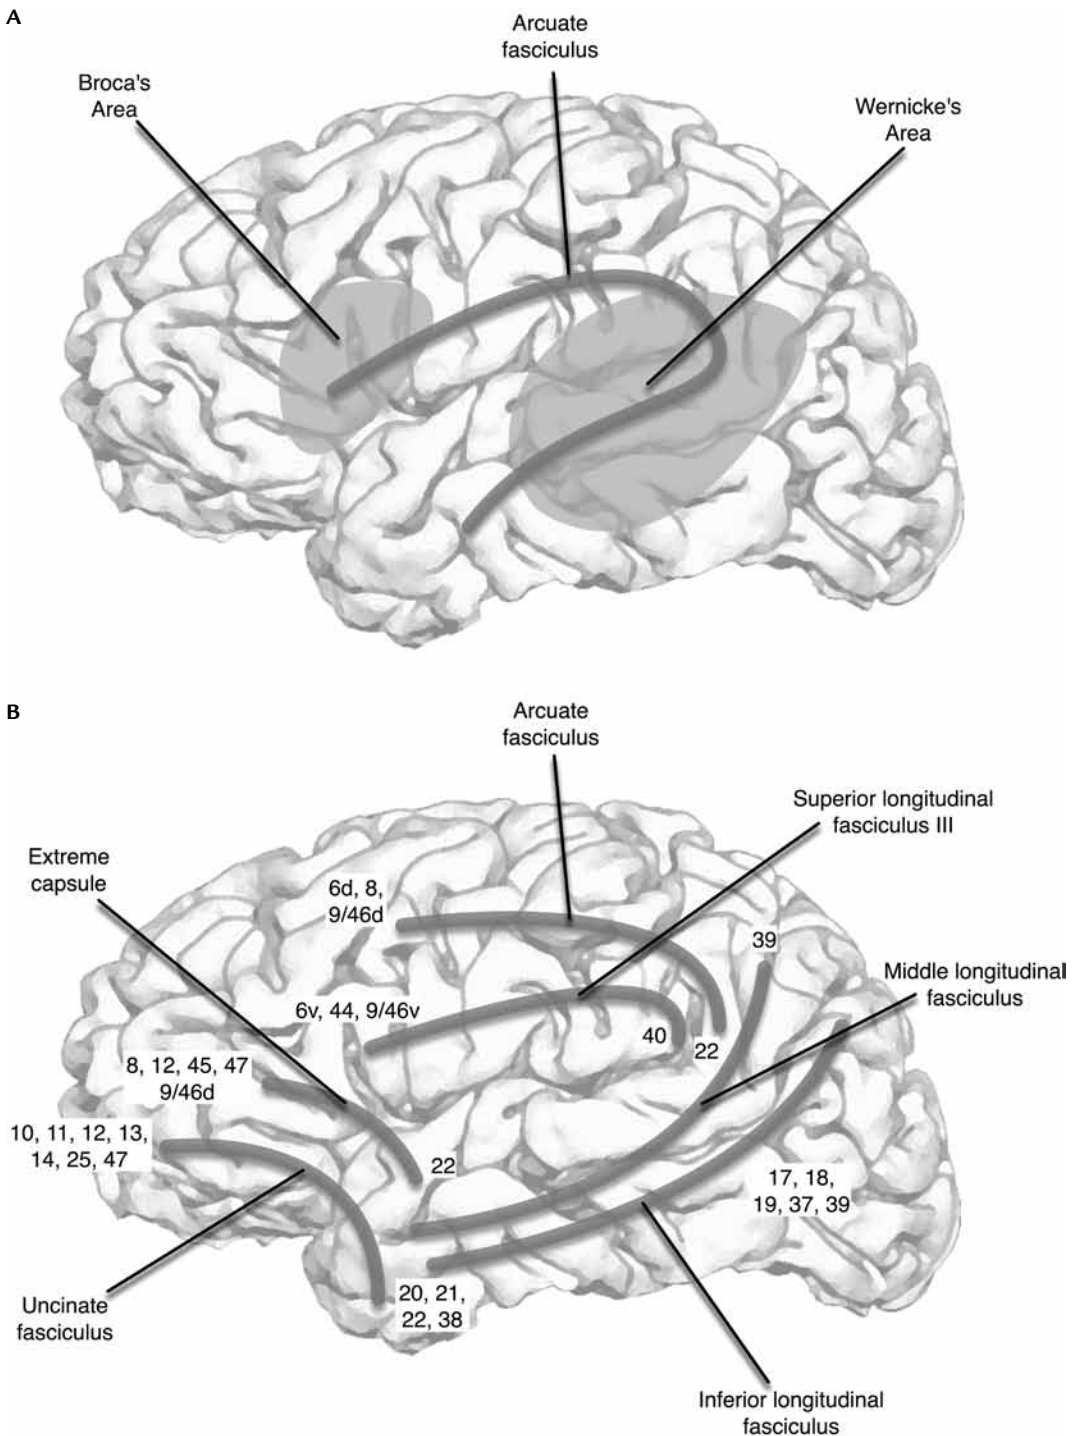 A
Arcuate
fasciculus
Broca's
Area
Wernicke's
Area
B
Arcuate
fasciculus
Superior longitudinal
fasciculus III
Extreme
capsule
6d, 8,
9/46d
39
Middle longitudinal
fasciculus
6v, 44, 9/46v
40
22
8, 12, 45, 47
9/46d
10, 11, 12, 13,
14, 25, 47
22
17, 18,
19, 37, 39
20, 21,
22, 38
Uncinate
fasciculus
Inferior longitudinal
fasciculus